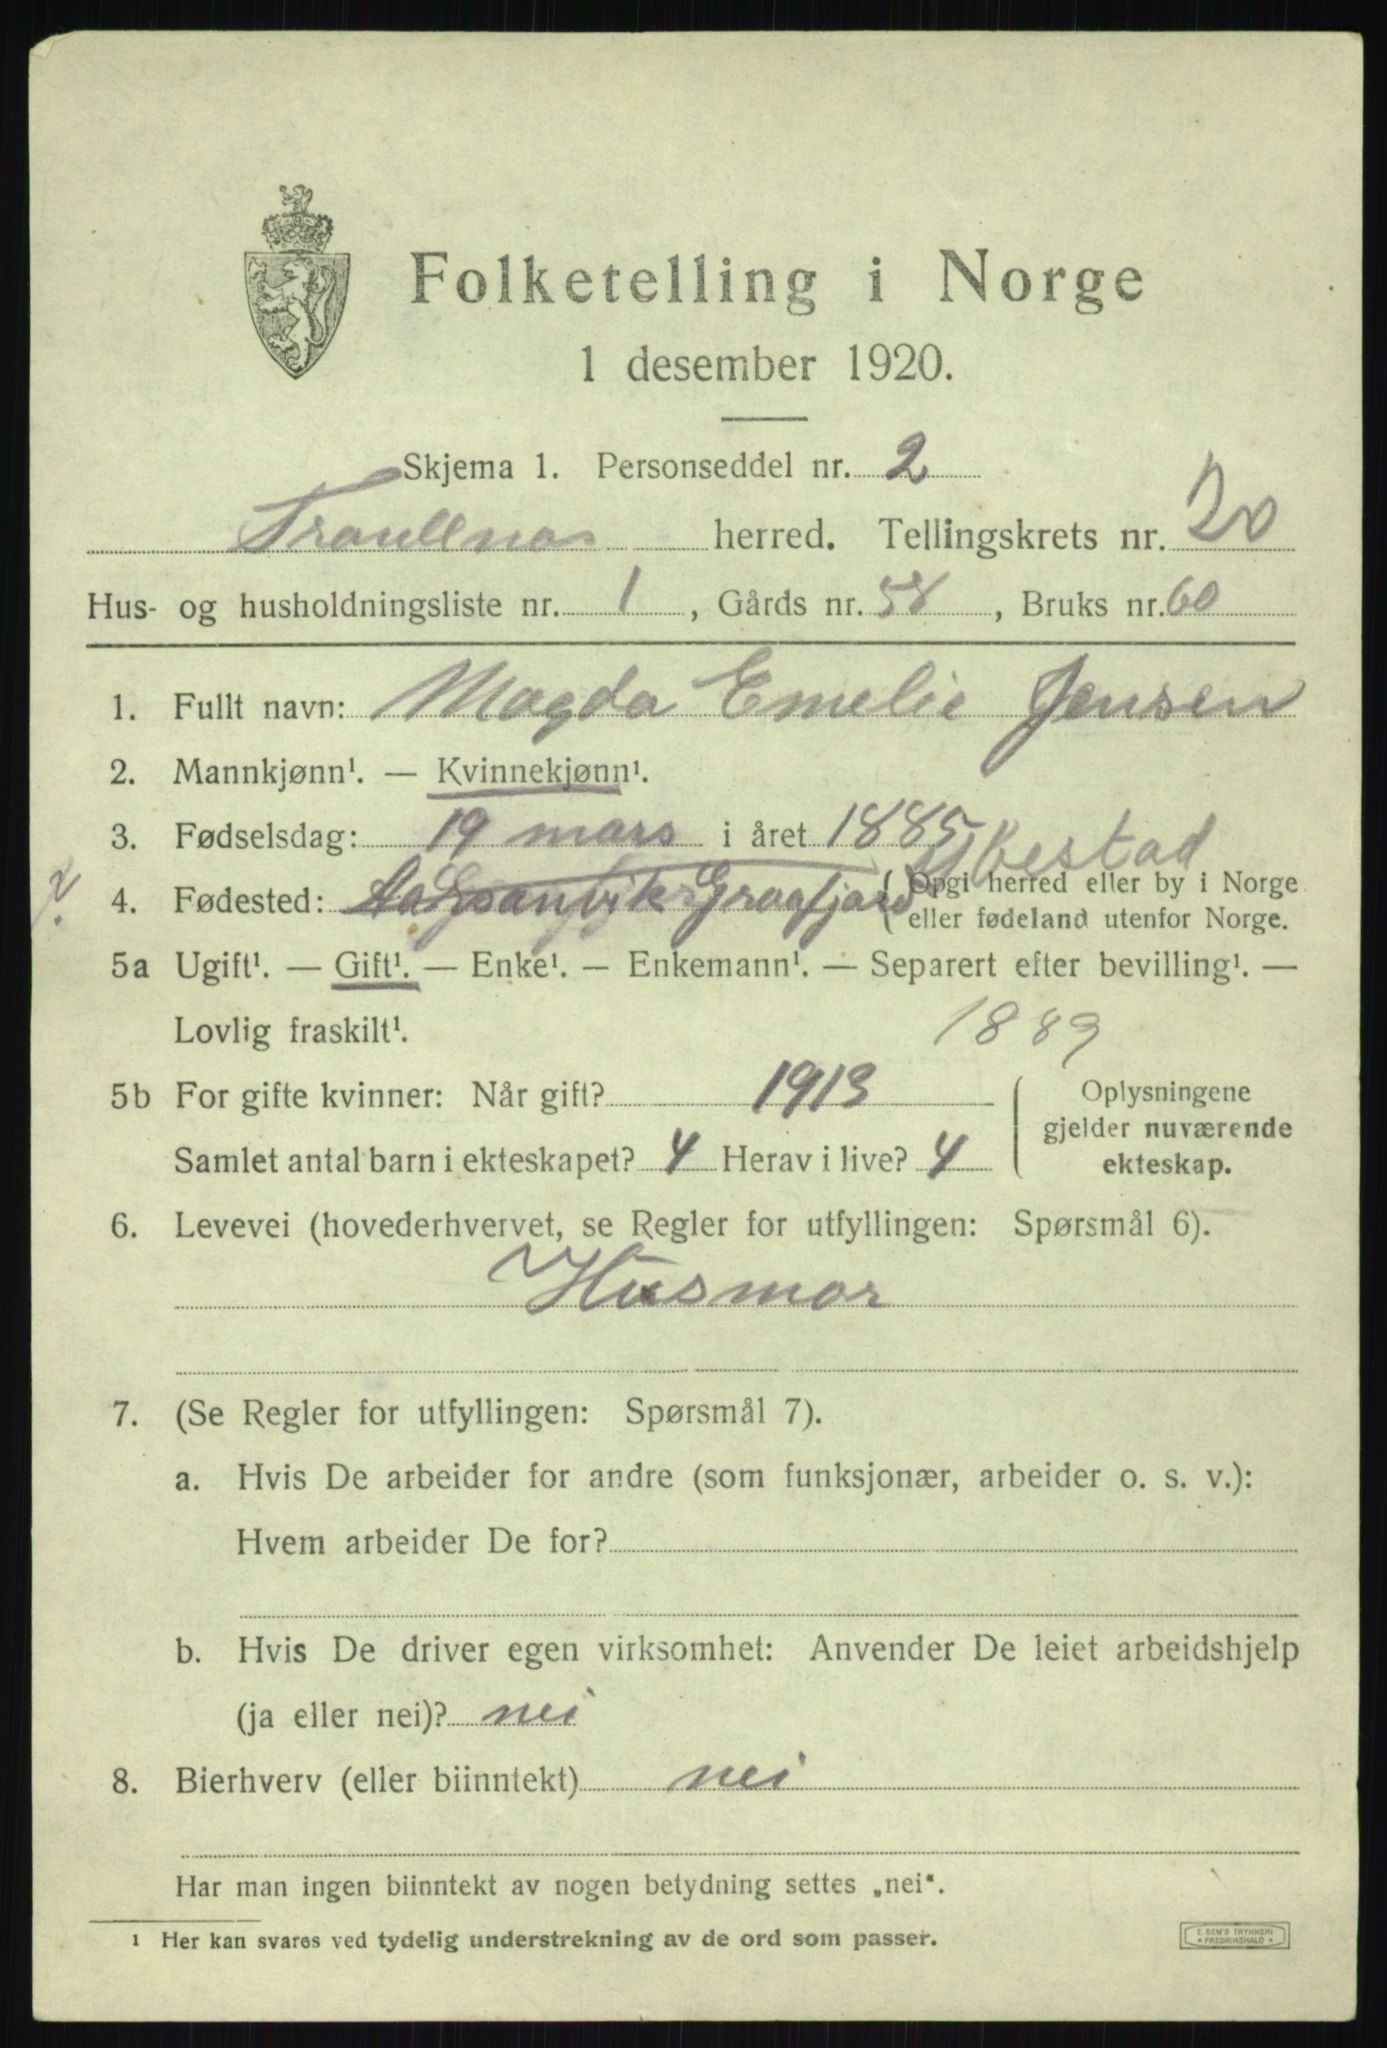 Folketelling i Norge
1 desember 1920.
Skjema 1. Personseddel nr. 2
herred. Tellingskrets nr. 20
Hus- og husholdningsliste nr. 1, Gårds nr. 58, Bruks nr. 60
1. Fullt navn: Magda Emelie Jensen
2. Mannkjønn¹. — Kvinnekjønn¹.
3. Fødselsdag: 19 mars i året 1885
Ibestad
4. Fødested: (Opgi herred eller by i Norge
eller fødeland utenfor Norge.
5a Ugift¹. — Gift¹. — Enke¹. — Enkemann¹. — Separert efter bevilling¹. —
Lovlig fraskilt¹.
1889
5b For gifte kvinner: Når gift? 1913
Samlet antal barn i ekteskapet? 4 Herav i live? 4
Oplysningene
gjelder nuværende
ekteskap.
6. Levevei (hovederhvervet, se Regler for utfyllingen: Spørsmål 6).
Husmor
7. (Se Regler for utfyllingen: Spørsmål 7).
a. Hvis De arbeider for andre (som funksjonær, arbeider o. s. v.):
Hvem arbeider De for?
b. Hvis De driver egen virksomhet: Anvender De leiet arbeidshjelp
(ja eller nei)? nei
8. Bierhverv (eller biinntekt) nei
Har man ingen biinntekt av nogen betydning settes „nei“.
¹ Her kan svares ved tydelig understrekning av de ord som passer.
E. SEM'S TRYKKERI
* FREDRIKSHALD *